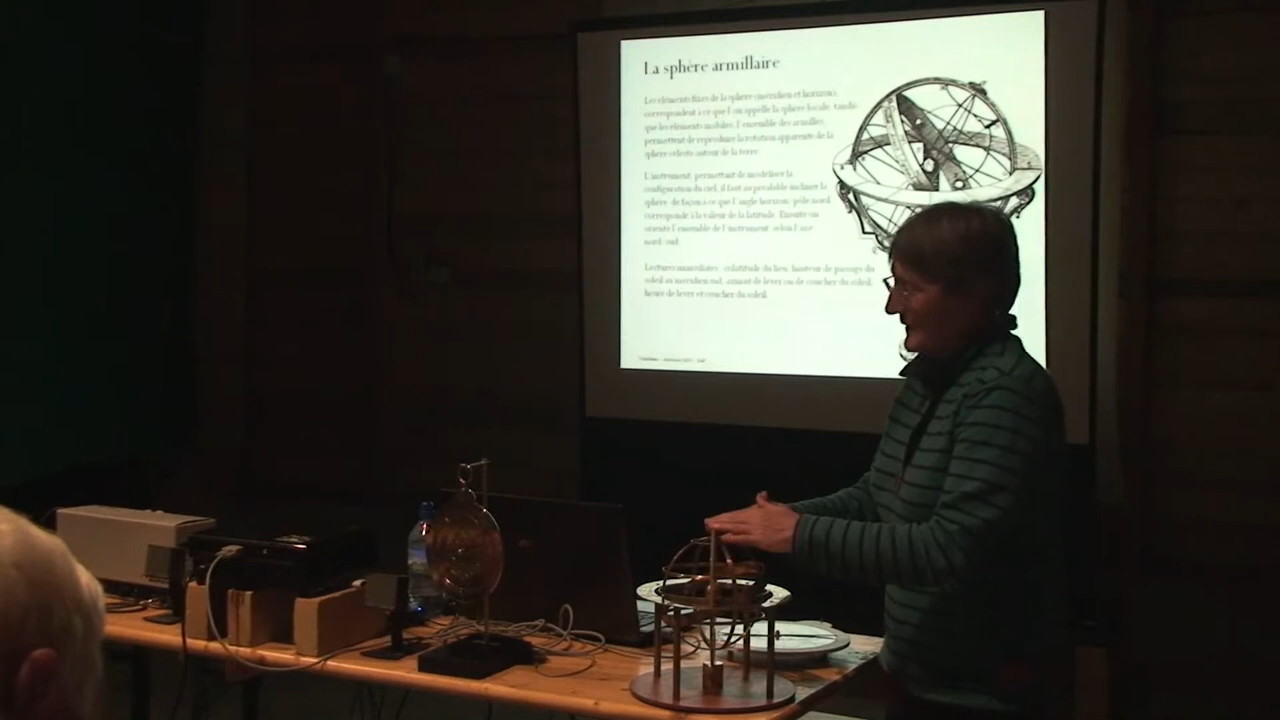 La sphère armillaire
Les éléments fixes de la sphère (méridien et horizon),
correspondent à ce que l'on appelle la sphère locale, tandis
que les éléments mobiles, l'ensemble des armilles,
permettent de reproduire la rotation apparente de la
sphère céleste autour de la terre.
L'instrument, permettant de modéliser la
configuration du ciel, il faut au préalable incliner la
sphère de façon à ce que l'angle horizon pôle nord
corresponde à la valeur de la latitude. Ensuite on
oriente l'ensemble de l'instrument selon l'axe
nord sud.
Lectures immédiates : colatitude du lieu, hauteur de passage du
soleil au méridien sud, azimut de lever ou de coucher du soleil,
heure de lever et coucher du soleil.